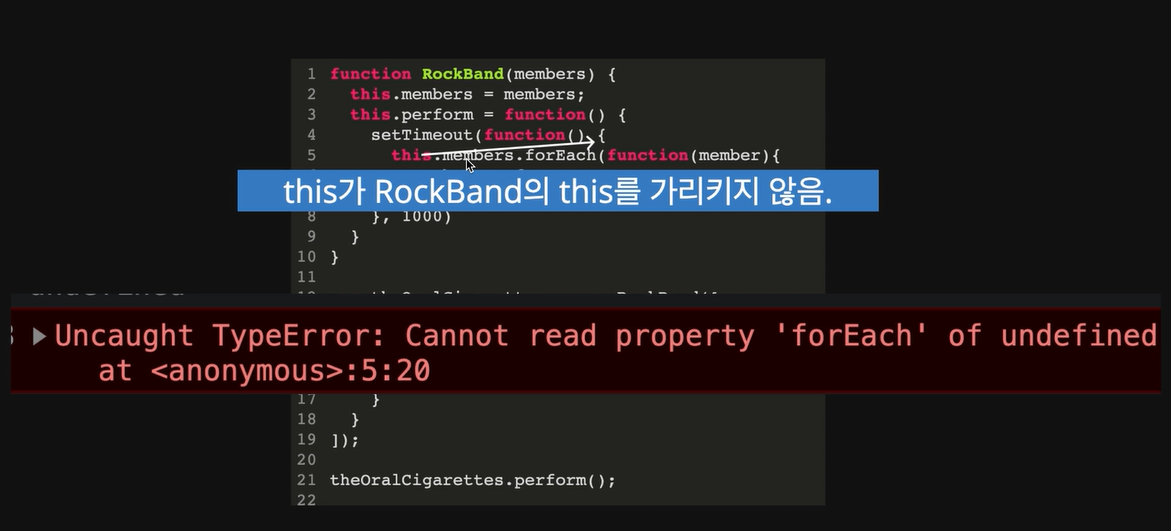 1 function RockBand(members) {
2 this.members = members;
3 this.perform = function() {
4 setTimeout(function() {
5 this.members.forEach(function(member){
this가 RockBand의 this를 가리키지 않음.
8 }, 1000)
9 }
10 }
11
Uncaught TypeError: Cannot read property 'forEach' of undefined
at <anonymous>:5:20
17 }
18 }
19 ]);
20
21 theOralCigarettes.perform();
22